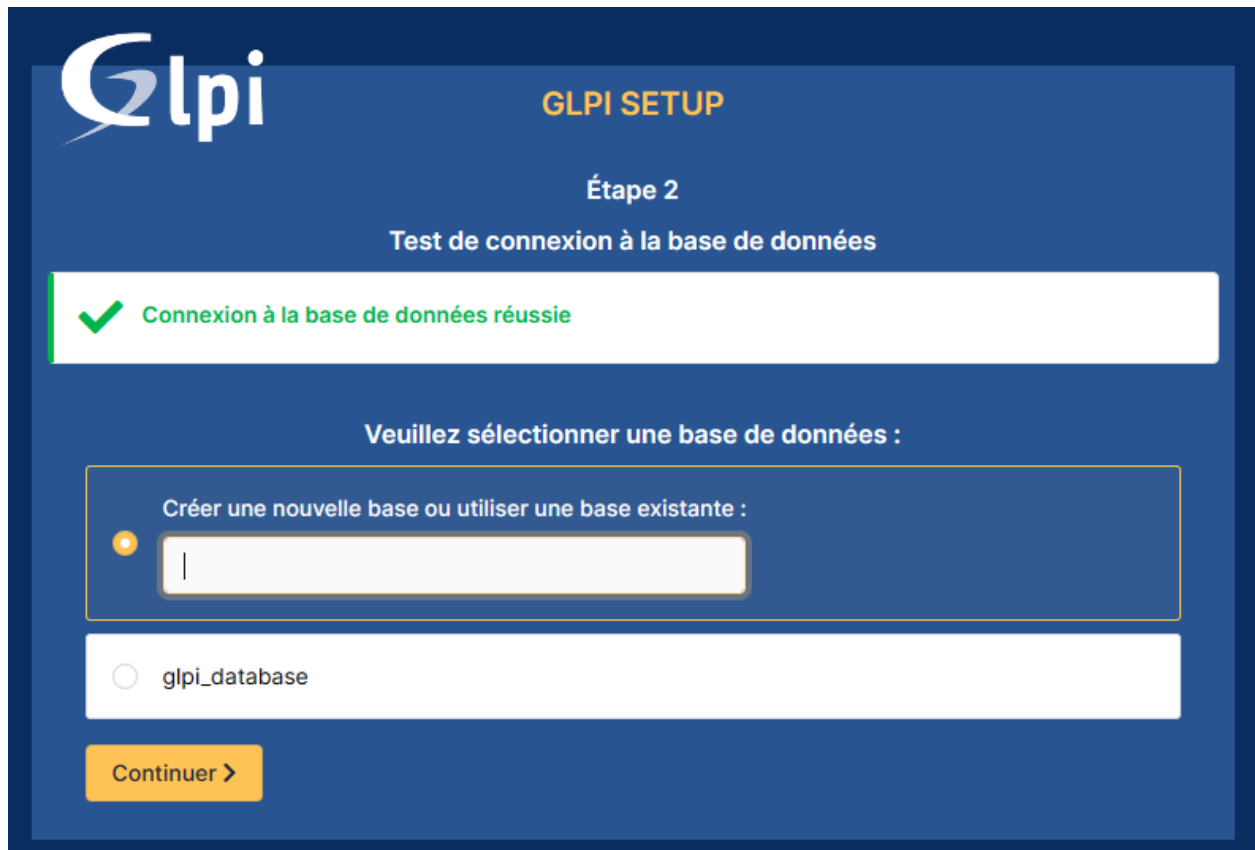 Glpi
GLPI SETUP
Étape 2
Test de connexion à la base de données
Connexion à la base de données réussie
Veuillez sélectionner une base de données :
Créer une nouvelle base ou utiliser une base existante :
glpi_database
Continuer